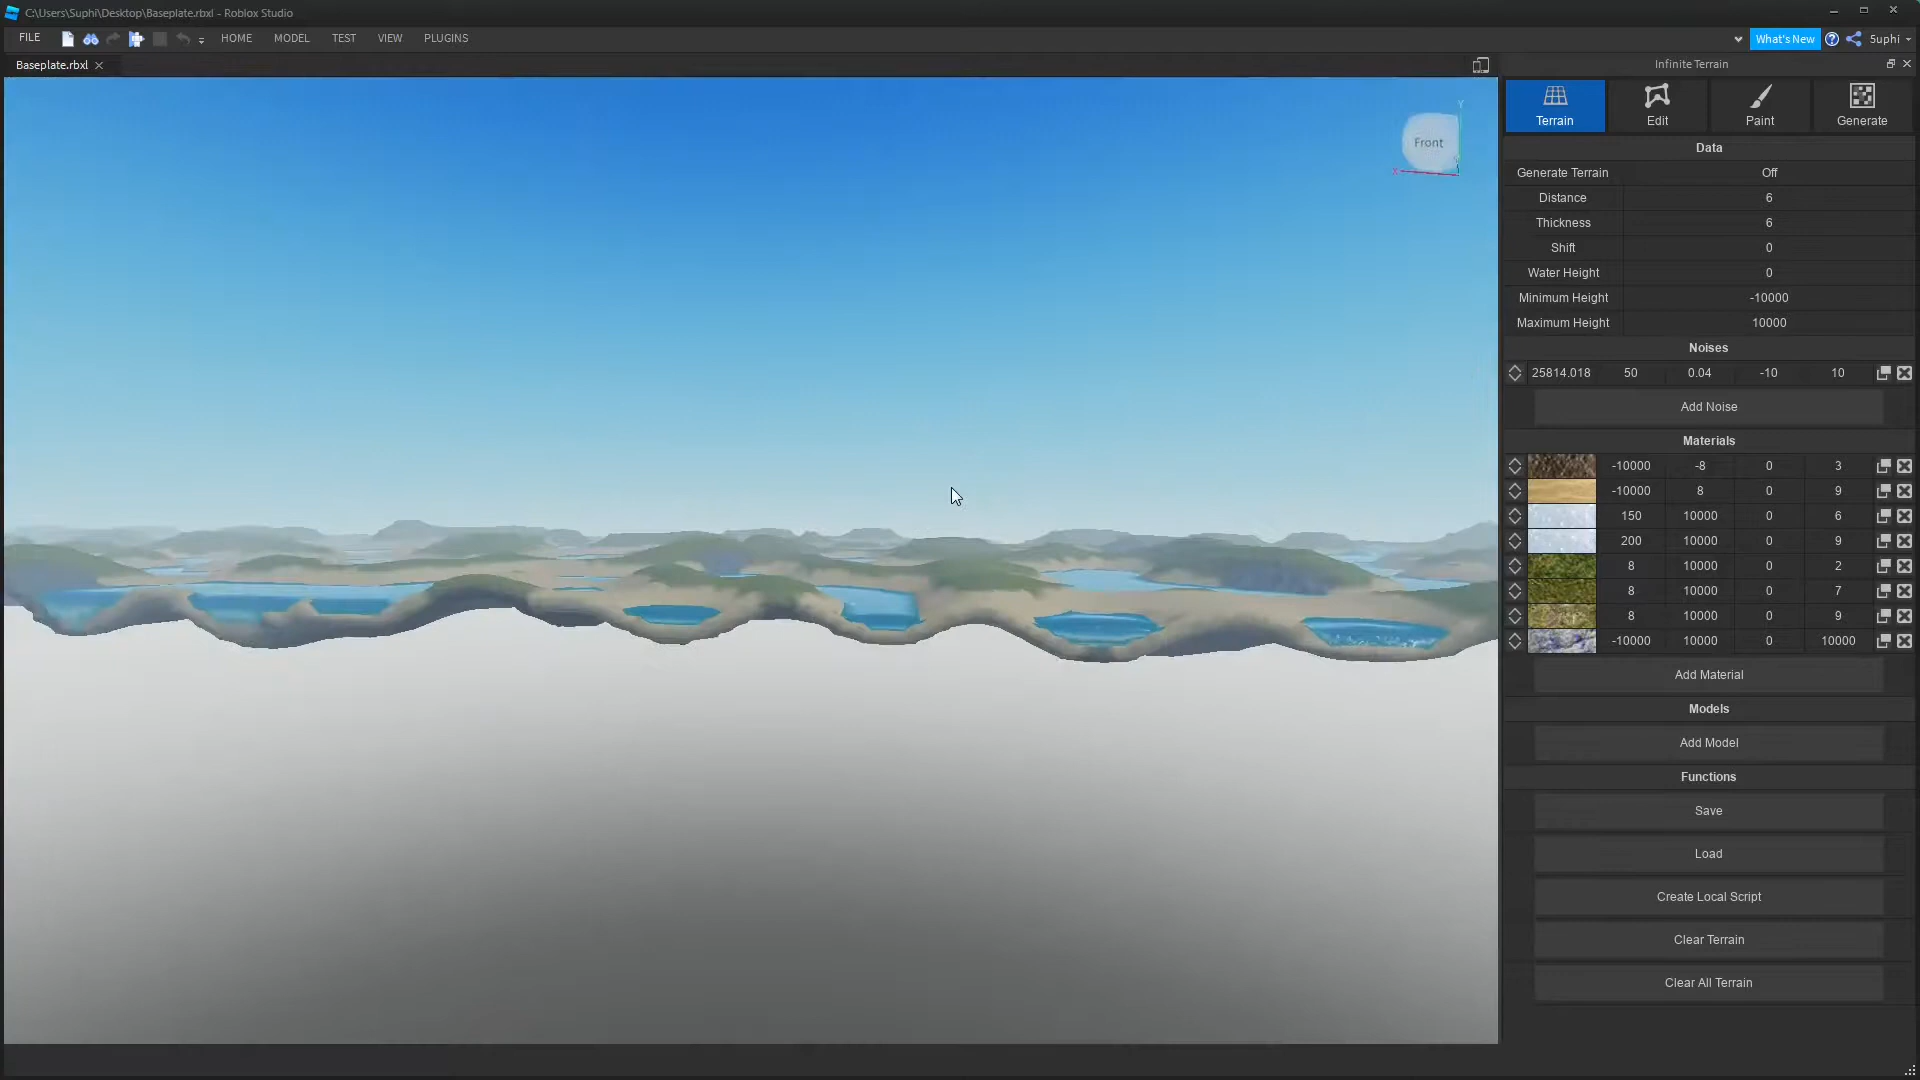 C:\Users\Suphi\Desktop\Baseplate.rbxl - Roblox Studio
FILE HOME MODEL TEST VIEW PLUGINS What's New ? 5uphi
Baseplate.rbxl
Infinite Terrain
Y
Front
X
Terrain Edit Paint Generate
Data
Generate Terrain Off
Distance 6
Thickness 6
Shift 0
Water Height 0
Minimum Height -10000
Maximum Height 10000
Noises
25814.018 50 0.04 -10 10
Add Noise
Materials
-10000 -8 0 3
-10000 8 0 9
150 10000 0 6
200 10000 0 9
8 10000 0 2
8 10000 0 7
8 10000 0 9
-10000 10000 0 10000
Add Material
Models
Add Model
Functions
Save
Load
Create Local Script
Clear Terrain
Clear All Terrain